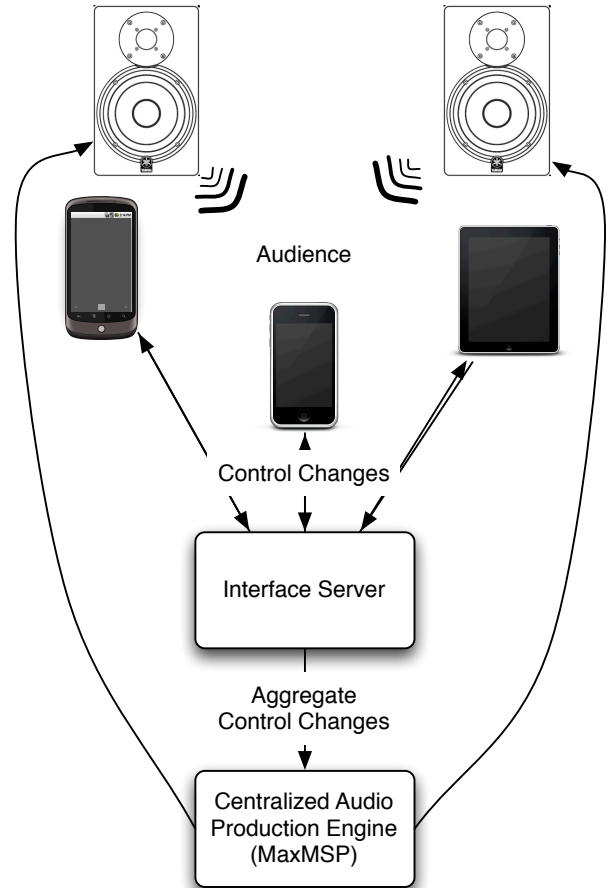 Audience
Control Changes
Interface Server
Aggregate
Control Changes
Centralized Audio
Production Engine
(MaxMSP)